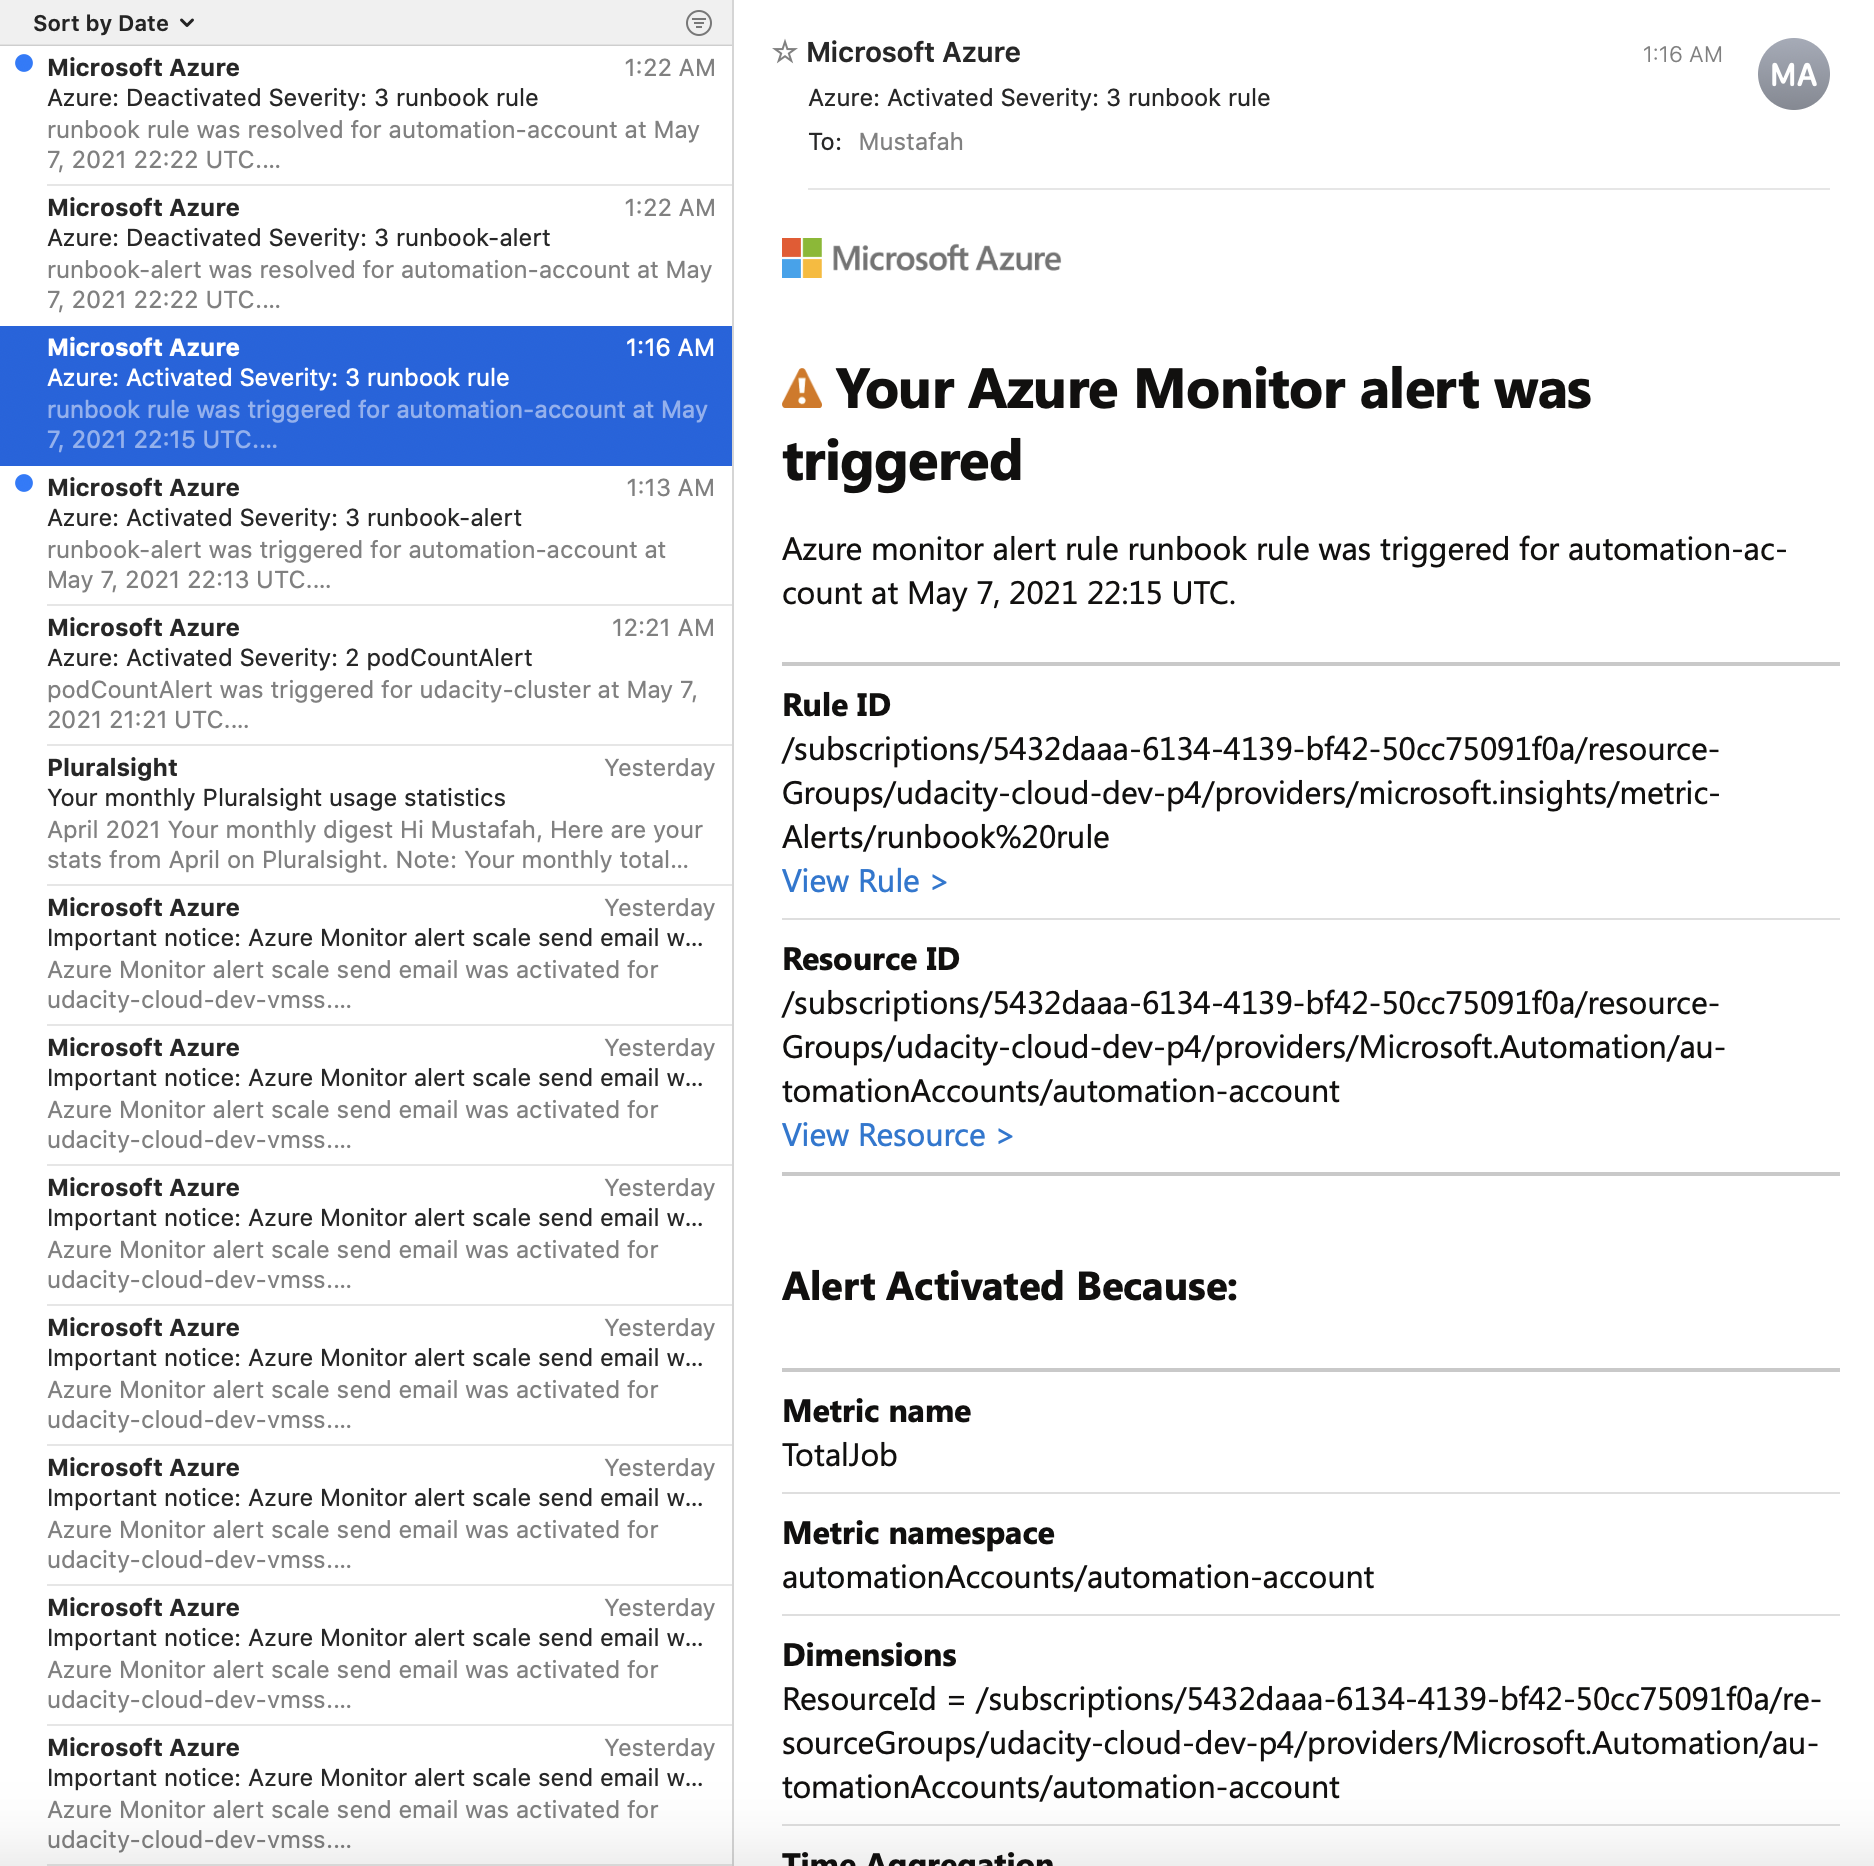 Sort by Date
Microsoft Azure 1:22 AM
Azure: Deactivated Severity: 3 runbook rule
runbook rule was resolved for automation-account at May
7, 2021 22:22 UTC....
Microsoft Azure 1:22 AM
Azure: Deactivated Severity: 3 runbook-alert
runbook-alert was resolved for automation-account at May
7, 2021 22:22 UTC....
Microsoft Azure 1:16 AM
Azure: Activated Severity: 3 runbook rule
runbook rule was triggered for automation-account at May
7, 2021 22:15 UTC....
Microsoft Azure 1:13 AM
Azure: Activated Severity: 3 runbook-alert
runbook-alert was triggered for automation-account at
May 7, 2021 22:13 UTC....
Microsoft Azure 12:21 AM
Azure: Activated Severity: 2 podCountAlert
podCountAlert was triggered for udacity-cluster at May 7,
2021 21:21 UTC....
Pluralsight Yesterday
Your monthly Pluralsight usage statistics
April 2021 Your monthly digest Hi Mustafah, Here are your
stats from April on Pluralsight. Note: Your monthly total...
Microsoft Azure Yesterday
Important notice: Azure Monitor alert scale send email w...
Azure Monitor alert scale send email was activated for
udacity-cloud-dev-vmss....
Microsoft Azure Yesterday
Important notice: Azure Monitor alert scale send email w...
Azure Monitor alert scale send email was activated for
udacity-cloud-dev-vmss....
Microsoft Azure Yesterday
Important notice: Azure Monitor alert scale send email w...
Azure Monitor alert scale send email was activated for
udacity-cloud-dev-vmss....
Microsoft Azure Yesterday
Important notice: Azure Monitor alert scale send email w...
Azure Monitor alert scale send email was activated for
udacity-cloud-dev-vmss....
Microsoft Azure Yesterday
Important notice: Azure Monitor alert scale send email w...
Azure Monitor alert scale send email was activated for
udacity-cloud-dev-vmss....
Microsoft Azure Yesterday
Important notice: Azure Monitor alert scale send email w...
Azure Monitor alert scale send email was activated for
udacity-cloud-dev-vmss....
Microsoft Azure Yesterday
Important notice: Azure Monitor alert scale send email w...
Azure Monitor alert scale send email was activated for
udacity-cloud-dev-vmss....
Microsoft Azure 1:16 AM MA
Azure: Activated Severity: 3 runbook rule
To: Mustafah
Microsoft Azure
Your Azure Monitor alert was
triggered
Azure monitor alert rule runbook rule was triggered for automation-ac-
count at May 7, 2021 22:15 UTC.
Rule ID
/subscriptions/5432daaa-6134-4139-bf42-50cc75091f0a/resource-
Groups/udacity-cloud-dev-p4/providers/microsoft.insights/metric-
Alerts/runbook%20rule
View Rule >
Resource ID
/subscriptions/5432daaa-6134-4139-bf42-50cc75091f0a/resource-
Groups/udacity-cloud-dev-p4/providers/Microsoft.Automation/au-
tomationAccounts/automation-account
View Resource >
Alert Activated Because:
Metric name
TotalJob
Metric namespace
automationAccounts/automation-account
Dimensions
ResourceId = /subscriptions/5432daaa-6134-4139-bf42-50cc75091f0a/re-
sourceGroups/udacity-cloud-dev-p4/providers/Microsoft.Automation/au-
tomationAccounts/automation-account
Time Aggregation